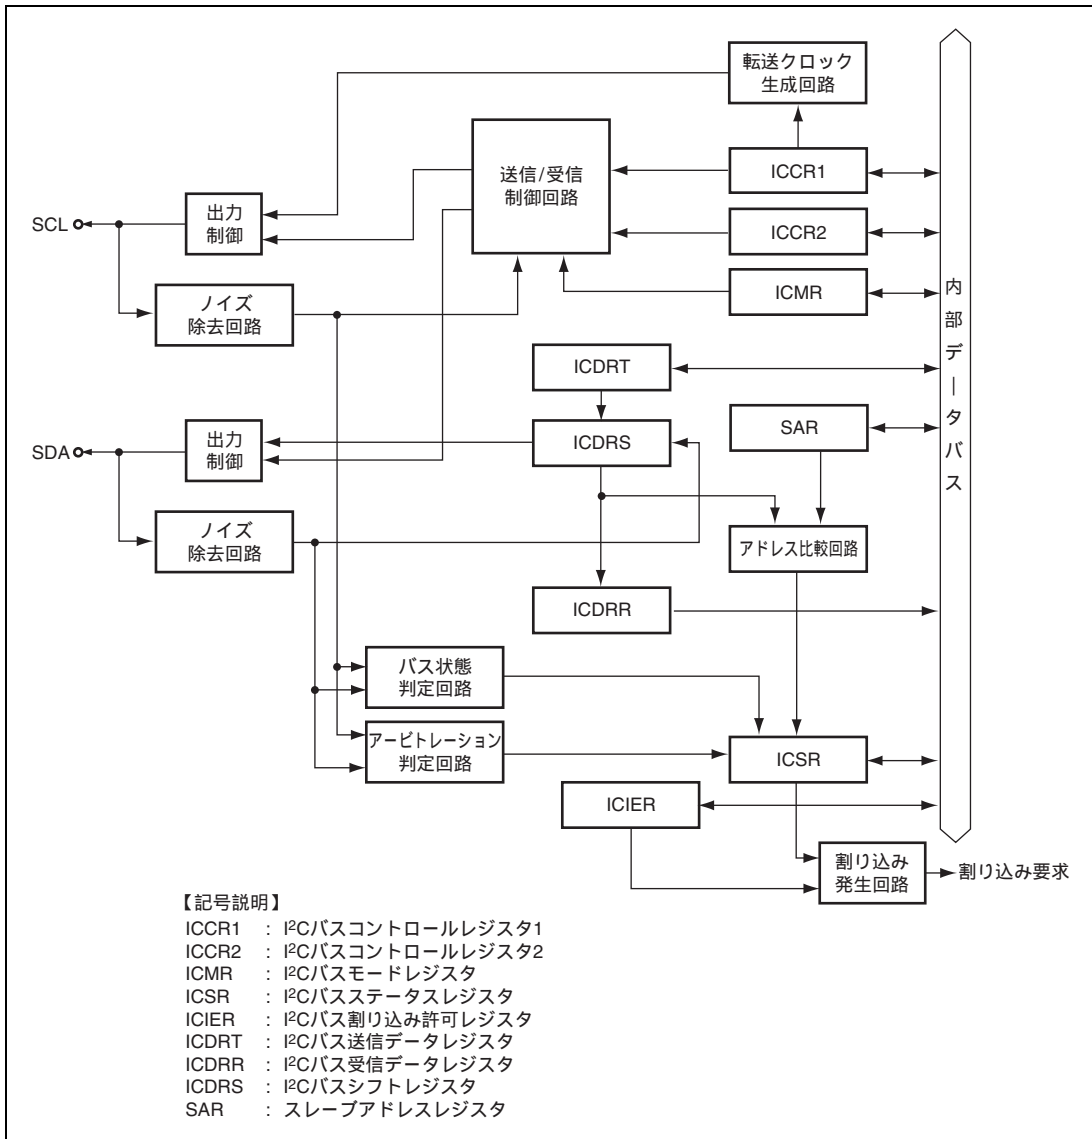 転送クロック
生成回路
送信/受信
制御回路
ICCR1
SCL
出力
制御
ICCR2
ICMR
ノイズ
除去回路
内部データバス
ICDRT
SDA
出力
制御
ICDRS
SAR
ノイズ
除去回路
アドレス比較回路
ICDRR
バス状態
判定回路
アービトレーション
判定回路
ICSR
ICIER
割り込み
発生回路
割り込み要求
【記号説明】
ICCR1 : I²Cバスコントロールレジスタ1
ICCR2 : I²Cバスコントロールレジスタ2
ICMR : I²Cバスモードレジスタ
ICSR : I²Cバスステータスレジスタ
ICIER : I²Cバス割り込み許可レジスタ
ICDRT : I²Cバス送信データレジスタ
ICDRR : I²Cバス受信データレジスタ
ICDRS : I²Cバスシフトレジスタ
SAR : スレーブアドレスレジスタ